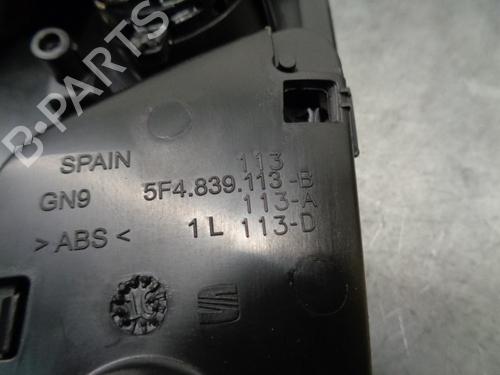 B-PARTS
SPAIN 113
GN9 5F4.839.113-B
113-A
>ABS< 1L 113-D